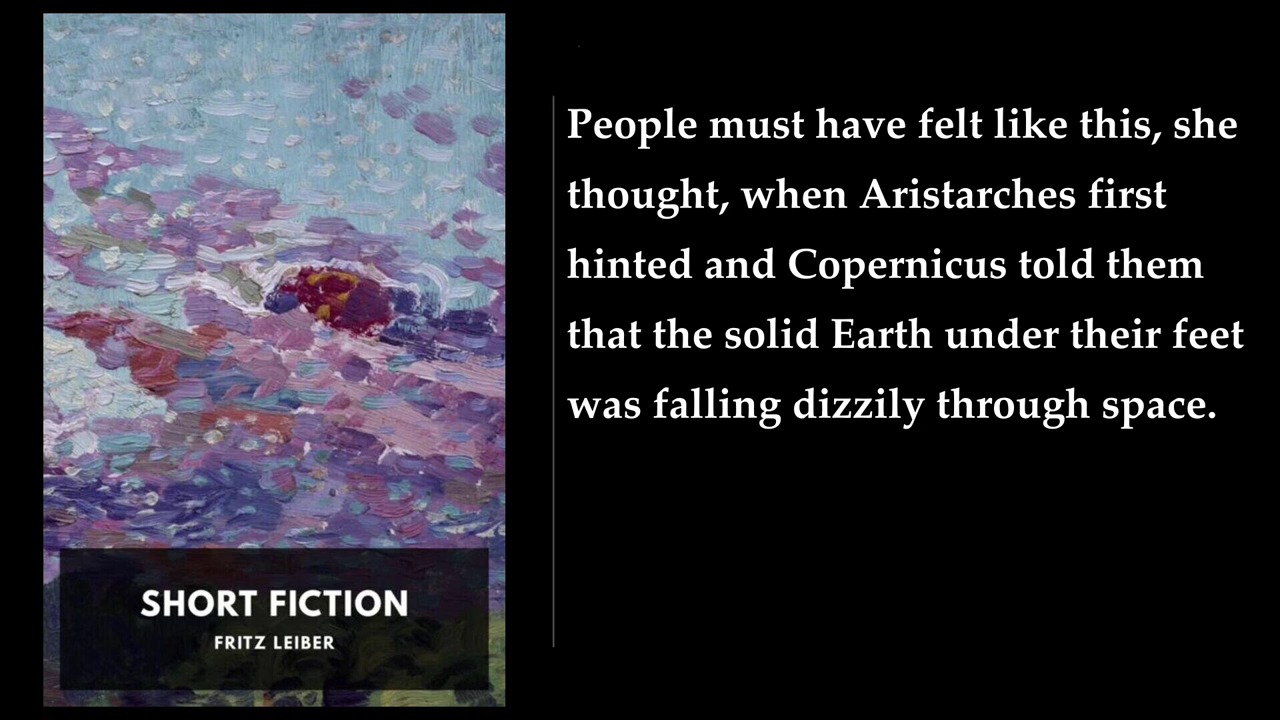 People must have felt like this, she
thought, when Aristarches first
hinted and Copernicus told them
that the solid Earth under their feet
was falling dizzily through space.
SHORT FICTION
FRITZ LEIBER